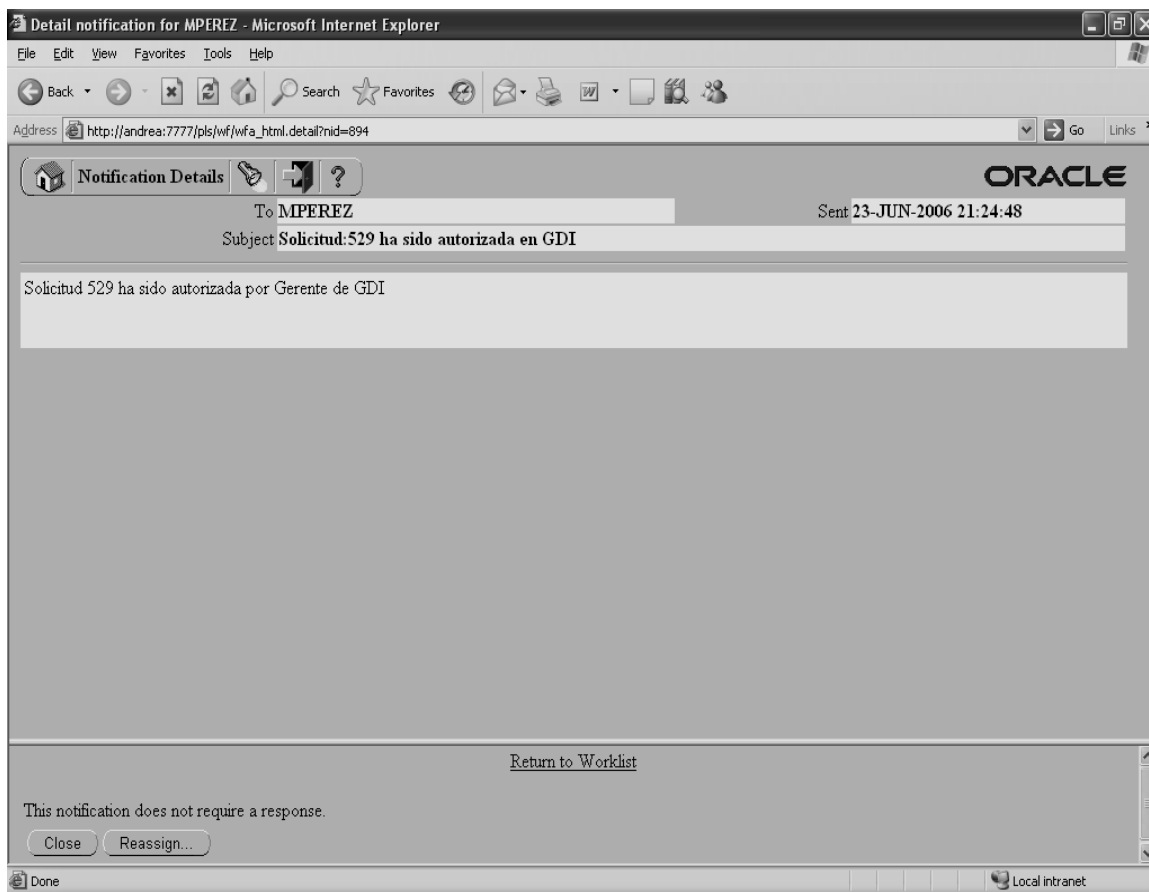 Detail notification for MPEREZ - Microsoft Internet Explorer
File Edit View Favorites Tools Help
Back Search Favorites
Address http://andrea:7777/pls/wf/wfa_html.detail?nid=894 Go Links
Notification Details ? ORACLE
To MPEREZ Sent 23-JUN-2006 21:24:48
Subject Solicitud:529 ha sido autorizada en GDI
Solicitud 529 ha sido autorizada por Gerente de GDI
Return to Worklist
This notification does not require a response.
Close Reassign...
Done Local intranet